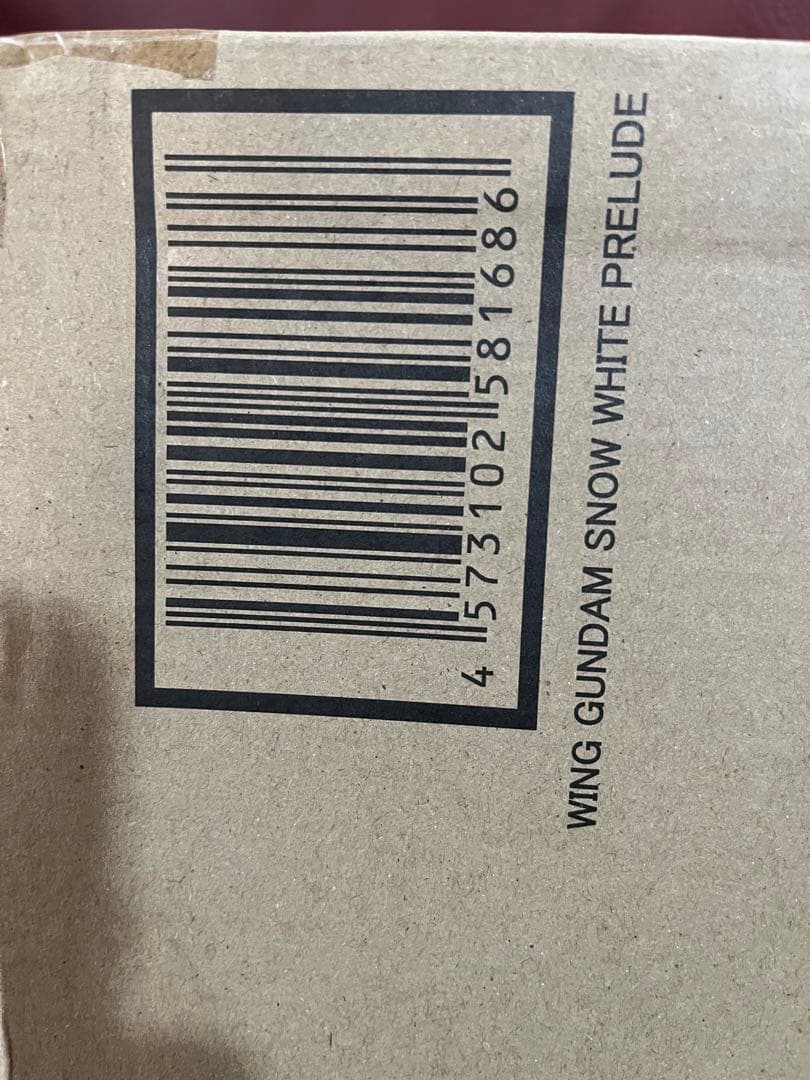 4 573102 581686
WING GUNDAM SNOW WHITE PRELUDE